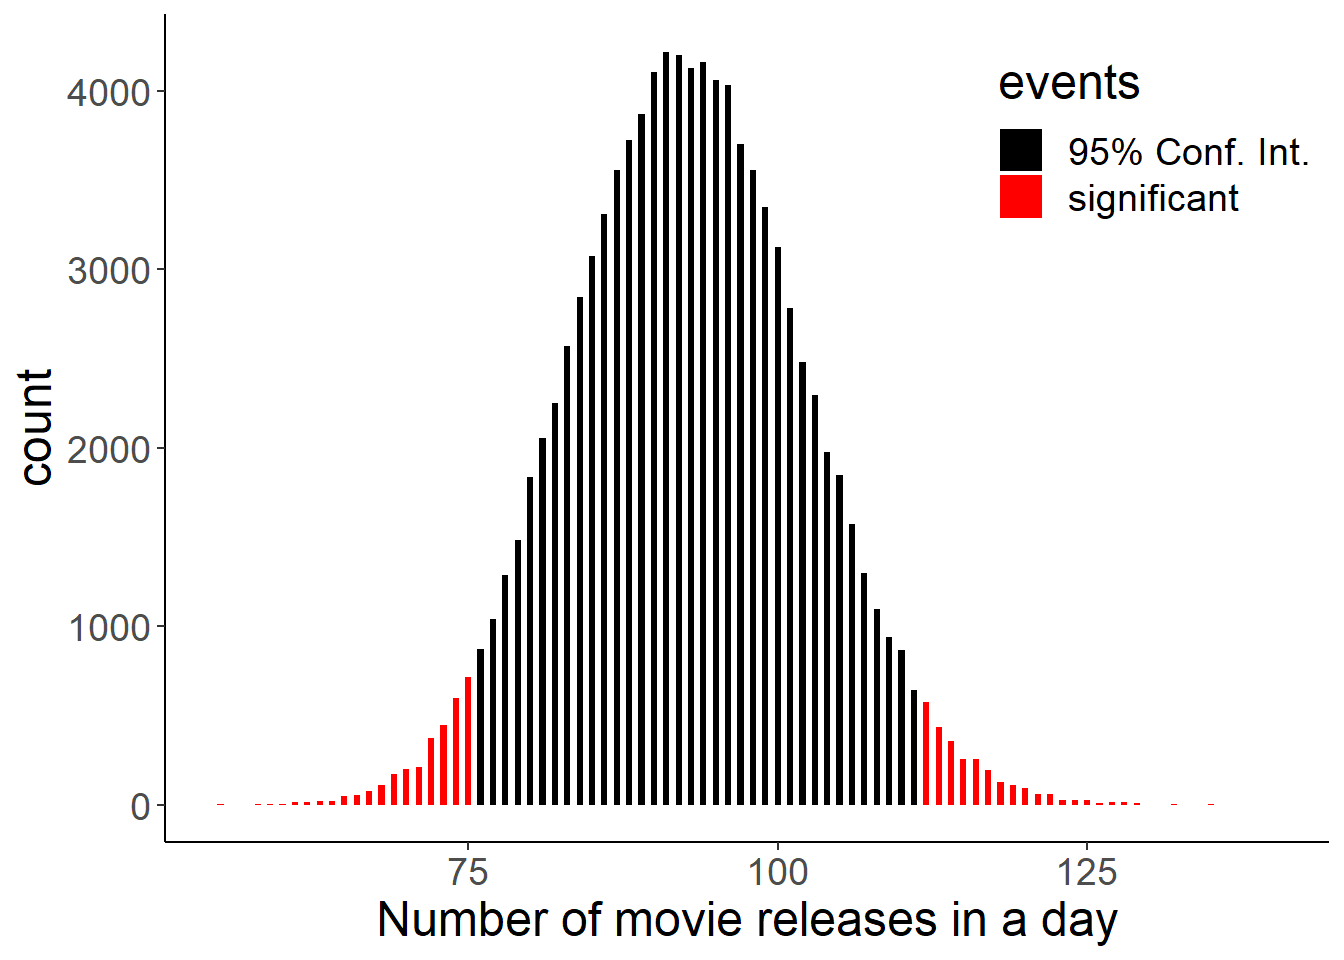 events
95% Conf. Int.
significant
count
4000
3000
2000
1000
0
75
100
125
Number of movie releases in a day